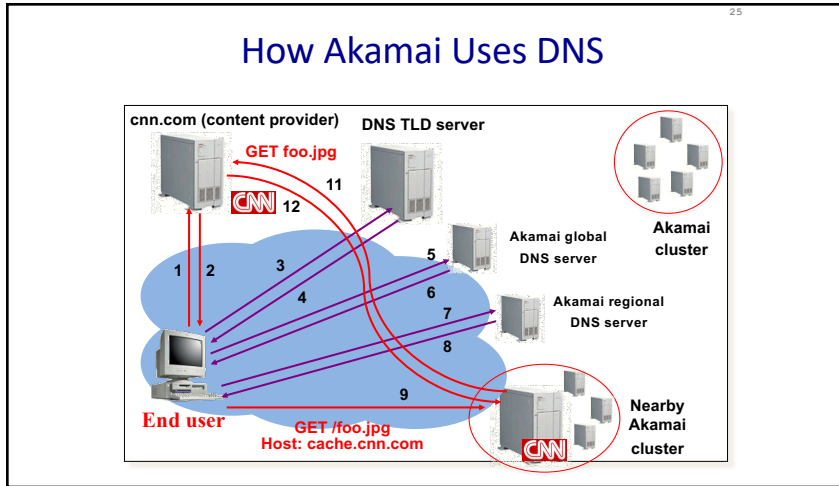 25
How Akamai Uses DNS
cnn.com (content provider)
DNS TLD server
GET foo.jpg
11
CNN
12
Akamai
cluster
Akamai global
DNS server
1
2
3
4
5
6
Akamai regional
DNS server
7
8
9
End user
GET /foo.jpg
Host: cache.cnn.com
CNN
Nearby
Akamai
cluster